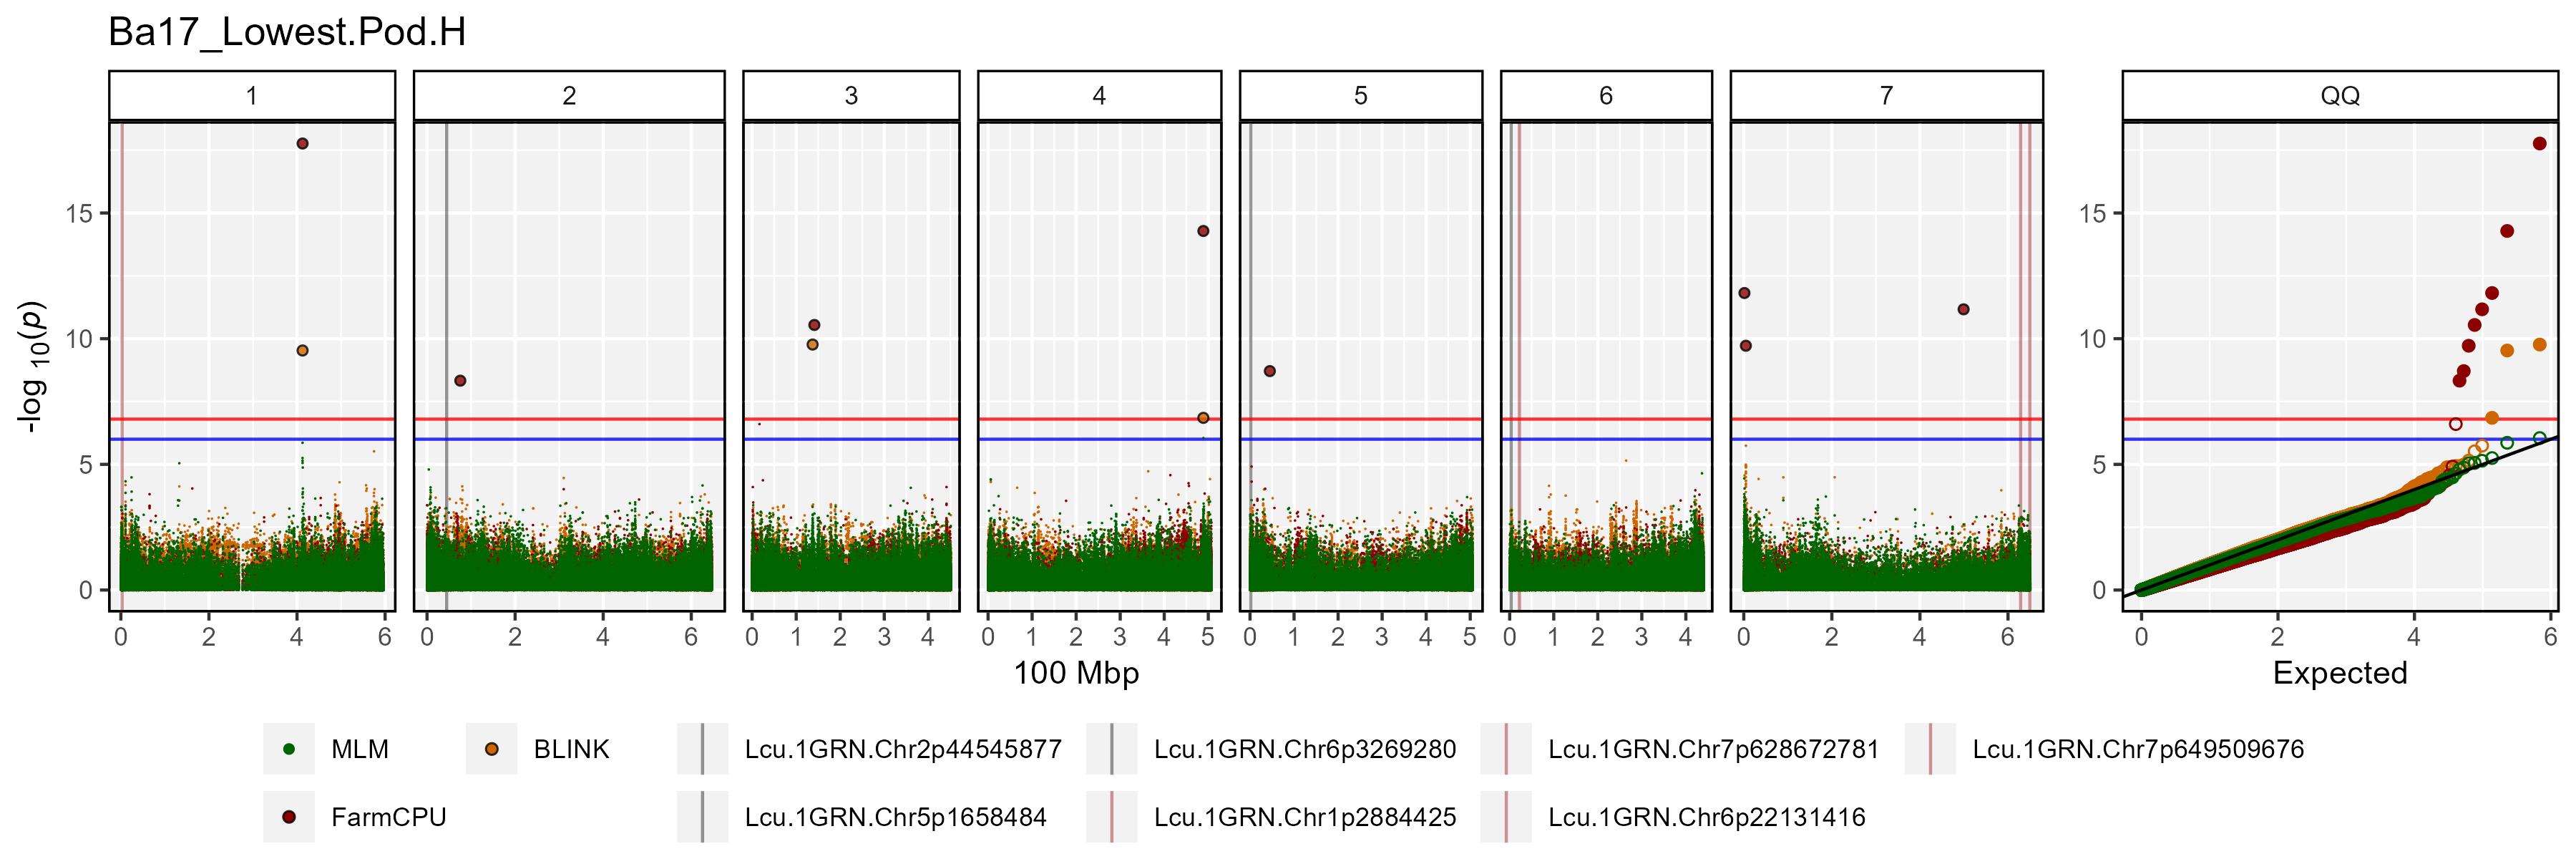 Ba17_Lowest.Pod.H
1 2 3 4 5 6 7 QQ
-log 10(p)
15 10 5 0
15 10 5 0
0 2 4 6 0 2 4 6 0 1 2 3 4 0 1 2 3 4 5 0 1 2 3 4 5 0 1 2 3 4 0 2 4 6 0 2 4 6
100 Mbp Expected
MLM BLINK Lcu.1GRN.Chr2p44545877 Lcu.1GRN.Chr6p3269280 Lcu.1GRN.Chr7p628672781 Lcu.1GRN.Chr7p649509676
FarmCPU Lcu.1GRN.Chr5p1658484 Lcu.1GRN.Chr1p2884425 Lcu.1GRN.Chr6p22131416